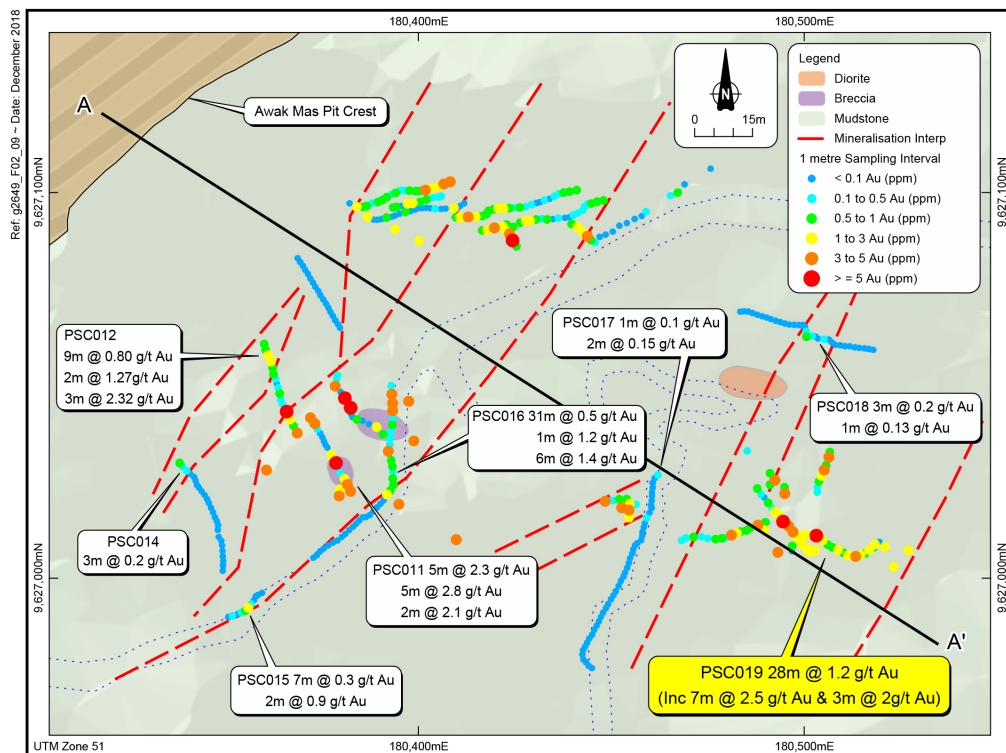 Ref: g2649_F02_09 ~ Date: December 2018
180,400mE
180,500mE
9,627,100mN
9,627,100mN
A
Awak Mas Pit Crest
N
0 15m
Legend
Diorite
Breccia
Mudstone
Mineralisation Interp
1 metre Sampling Interval
< 0.1 Au (ppm)
0.1 to 0.5 Au (ppm)
0.5 to 1 Au (ppm)
1 to 3 Au (ppm)
3 to 5 Au (ppm)
> = 5 Au (ppm)
PSC012
9m @ 0.80 g/t Au
2m @ 1.27g/t Au
3m @ 2.32 g/t Au
PSC017 1m @ 0.1 g/t Au
2m @ 0.15 g/t Au
PSC016 31m @ 0.5 g/t Au
1m @ 1.2 g/t Au
6m @ 1.4 g/t Au
PSC018 3m @ 0.2 g/t Au
1m @ 0.13 g/t Au
PSC014
3m @ 0.2 g/t Au
PSC011 5m @ 2.3 g/t Au
5m @ 2.8 g/t Au
2m @ 2.1 g/t Au
9,627,000mN
9,627,000mN
PSC015 7m @ 0.3 g/t Au
2m @ 0.9 g/t Au
A'
PSC019 28m @ 1.2 g/t Au
(Inc 7m @ 2.5 g/t Au & 3m @ 2g/t Au)
UTM Zone 51
180,400mE
180,500mE